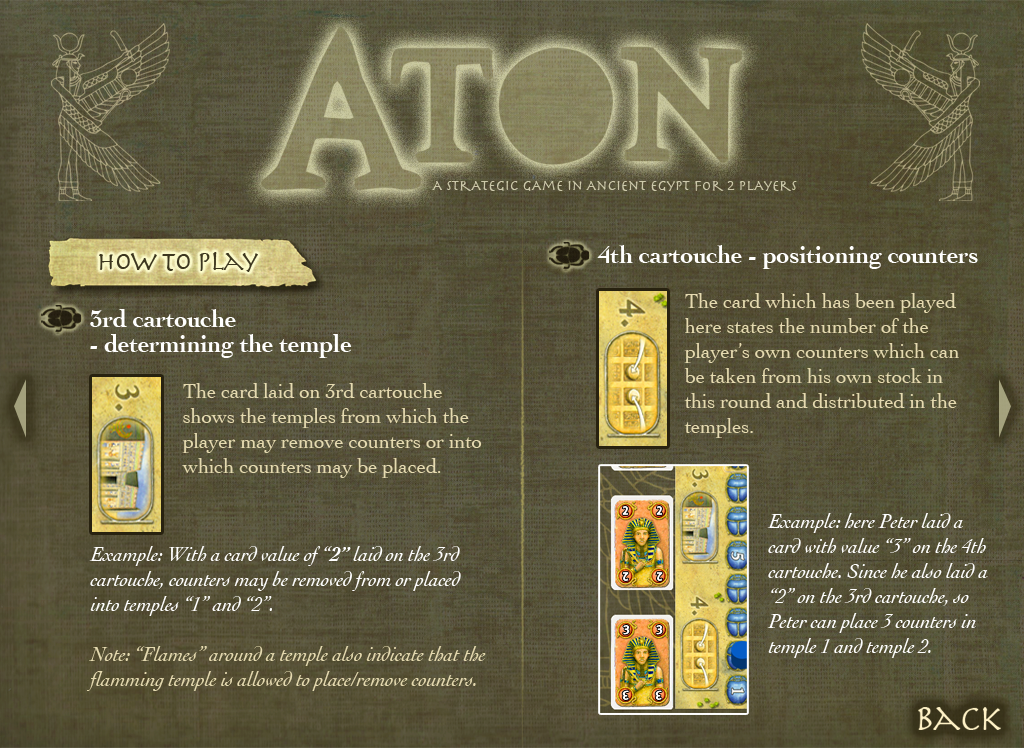 ATON
A STRATEGIC GAME IN ANCIENT EGYPT FOR 2 PLAYERS
HOW TO PLAY
3rd cartouche
- determining the temple
3.
The card laid on 3rd cartouche
shows the temples from which the
player may remove counters or into
which counters may be placed.
Example: With a card value of “2” laid on the 3rd
cartouche, counters may be removed from or placed
into temples “1” and “2”.
Note: “Flames” around a temple also indicate that the
flamming temple is allowed to place/remove counters.
4th cartouche - positioning counters
4.
The card which has been played
here states the number of the
player’s own counters which can
be taken from his own stock in
this round and distributed in the
temples.
3.
2 2
5
2 2
4.
3 3
3 3
1
Example: here Peter laid a
card with value “3” on the 4th
cartouche. Since he also laid a
“2” on the 3rd cartouche, so
Peter can place 3 counters in
temple 1 and temple 2.
BACK